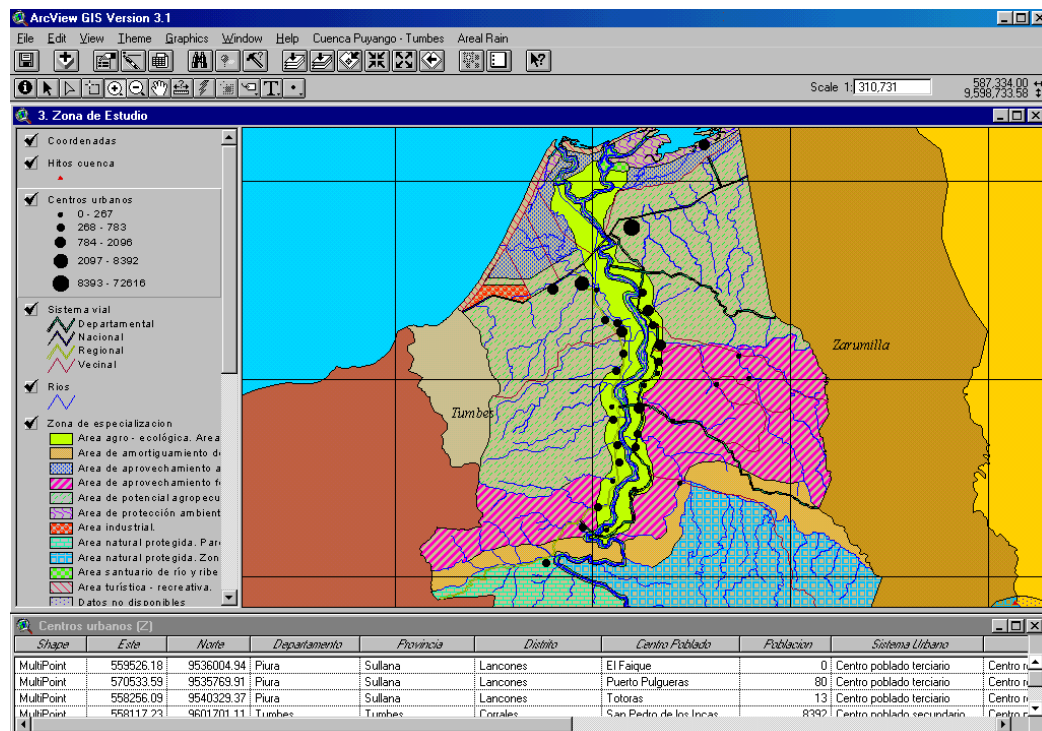 ArcView GIS Version 3.1
File Edit View Theme Graphics Window Help Cuenca Puyango - Tumbes Areal Rain
Scale 1: 310,731
587,334.00
9,598,733.58
3. Zona de Estudio
Coordenadas
Hitos cuenca
Centros urbanos
0 - 267
268 - 783
784 - 2096
2097 - 8392
8393 - 72616
Sistema vial
Departamental
Nacional
Regional
Vecinal
Rios
Zona de especializacion
Area agro - ecológica. Area
Area de amortiguamiento d
Area de aprovechamiento a
Area de aprovechamiento fo
Area de potencial agropecu
Area de protección ambient
Area industrial.
Area natural protegida. Par
Area natural protegida. Zon
Area santuario de río y ribe
Area turística - recreativa.
Datos no disponibles
Tumbes
Zarumilla
Centros urbanos (Z)
Shape Este Norte Departamento Provincia Distrito Centro Poblado Poblacion Sistema Urbano
MultiPoint 559526.18 9536004.94 Piura Sullana Lancones El Faique 0 Centro poblado terciario Centro r
MultiPoint 570533.59 9535769.91 Piura Sullana Lancones Puerto Pulgueras 80 Centro poblado terciario Centro r
MultiPoint 558256.09 9540329.37 Piura Sullana Lancones Totoras 13 Centro poblado terciario Centro r
MultiPoint 558117.23 9601701.11 Tumbes Tumbes Corrales San Pedro de los Incas 8392 Centro poblado secundario Centro